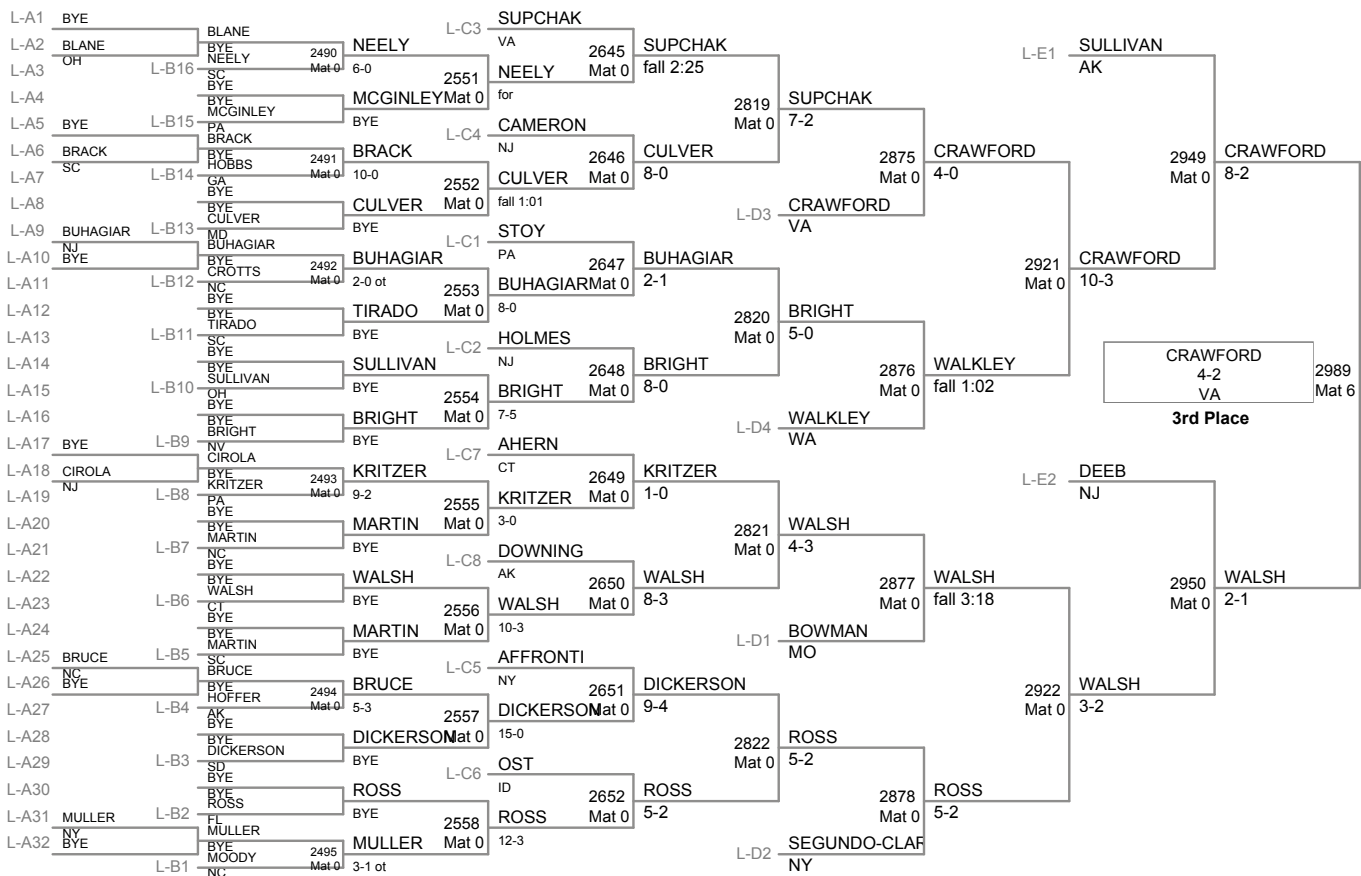 L-A1 BYE
L-A2 BLANE
OH
L-A3
L-A4
L-A5 BYE
L-A6 BRACK
SC
L-A7
L-A8
L-A9 BUHAGIAR
NJ
L-A10 BYE
L-A11
L-A12
L-A13
L-A14
L-A15
L-A16
L-A17 BYE
L-A18 CIROLA
NJ
L-A19
L-A20
L-A21
L-A22
L-A23
L-A24
L-A25 BRUCE
NC
L-A26 BYE
L-A27
L-A28
L-A29
L-A30
L-A31 MULLER
NY
L-A32 BYE
BLANE
BYE
L-B16 NEELY
SC
BYE
BYE
L-B15 MCGINLEY
PA
BRACK
BYE
L-B14 HOBBS
GA
BYE
BYE
L-B13 CULVER
MD
BUHAGIAR
BYE
L-B12 CROTTS
NC
BYE
BYE
L-B11 TIRADO
SC
BYE
BYE
L-B10 SULLIVAN
OH
BYE
BYE
L-B9 BRIGHT
NV
CIROLA
BYE
L-B8 KRITZER
PA
BYE
BYE
L-B7 MARTIN
NC
BYE
BYE
L-B6 WALSH
CT
BYE
BYE
L-B5 MARTIN
SC
BRUCE
BYE
L-B4 HOFFER
AK
BYE
BYE
L-B3 DICKERSON
SD
BYE
BYE
L-B2 ROSS
FL
MULLER
BYE
L-B1 MOODY
NC
2490
Mat 0
NEELY
6-0
MCGINLEY
BYE
2491
Mat 0
BRACK
10-0
CULVER
BYE
2492
Mat 0
BUHAGIAR
2-0 ot
TIRADO
BYE
SULLIVAN
BYE
BRIGHT
BYE
2493
Mat 0
KRITZER
9-2
MARTIN
BYE
WALSH
BYE
MARTIN
BYE
2494
Mat 0
BRUCE
5-3
DICKERSON
BYE
ROSS
BYE
2495
Mat 0
MULLER
3-1 ot
L-C3 SUPCHAK
VA
2551
Mat 0
NEELY
for
L-C4 CAMERON
NJ
2552
Mat 0
CULVER
fall 1:01
L-C1 STOY
PA
2553
Mat 0
BUHAGIAR
8-0
L-C2 HOLMES
NJ
2554
Mat 0
BRIGHT
7-5
L-C7 AHERN
CT
2555
Mat 0
KRITZER
3-0
L-C8 DOWNING
AK
2556
Mat 0
WALSH
10-3
L-C5 AFFRONTI
NY
2557
Mat 0
DICKERSON
15-0
L-C6 OST
ID
2558
Mat 0
ROSS
12-3
2645
Mat 0
SUPCHAK
fall 2:25
2646
Mat 0
CULVER
8-0
2647
Mat 0
BUHAGIAR
2-1
2648
Mat 0
BRIGHT
8-0
2649
Mat 0
KRITZER
1-0
2650
Mat 0
WALSH
8-3
2651
Mat 0
DICKERSON
9-4
2652
Mat 0
ROSS
5-2
2819
Mat 0
SUPCHAK
7-2
L-D3 CRAWFORD
VA
2820
Mat 0
BRIGHT
5-0
L-D4 WALKLEY
WA
2821
Mat 0
WALSH
4-3
L-D1 BOWMAN
MO
2822
Mat 0
ROSS
5-2
L-D2 SEGUNDO-CLAR
NY
2875
Mat 0
CRAWFORD
4-0
2876
Mat 0
WALKLEY
fall 1:02
2877
Mat 0
WALSH
fall 3:18
2878
Mat 0
ROSS
5-2
L-E1 SULLIVAN
AK
2921
Mat 0
CRAWFORD
10-3
L-E2 DEEB
NJ
2922
Mat 0
WALSH
3-2
2949
Mat 0
CRAWFORD
8-2
2950
Mat 0
WALSH
2-1
CRAWFORD
4-2
VA
2989
Mat 6
3rd Place